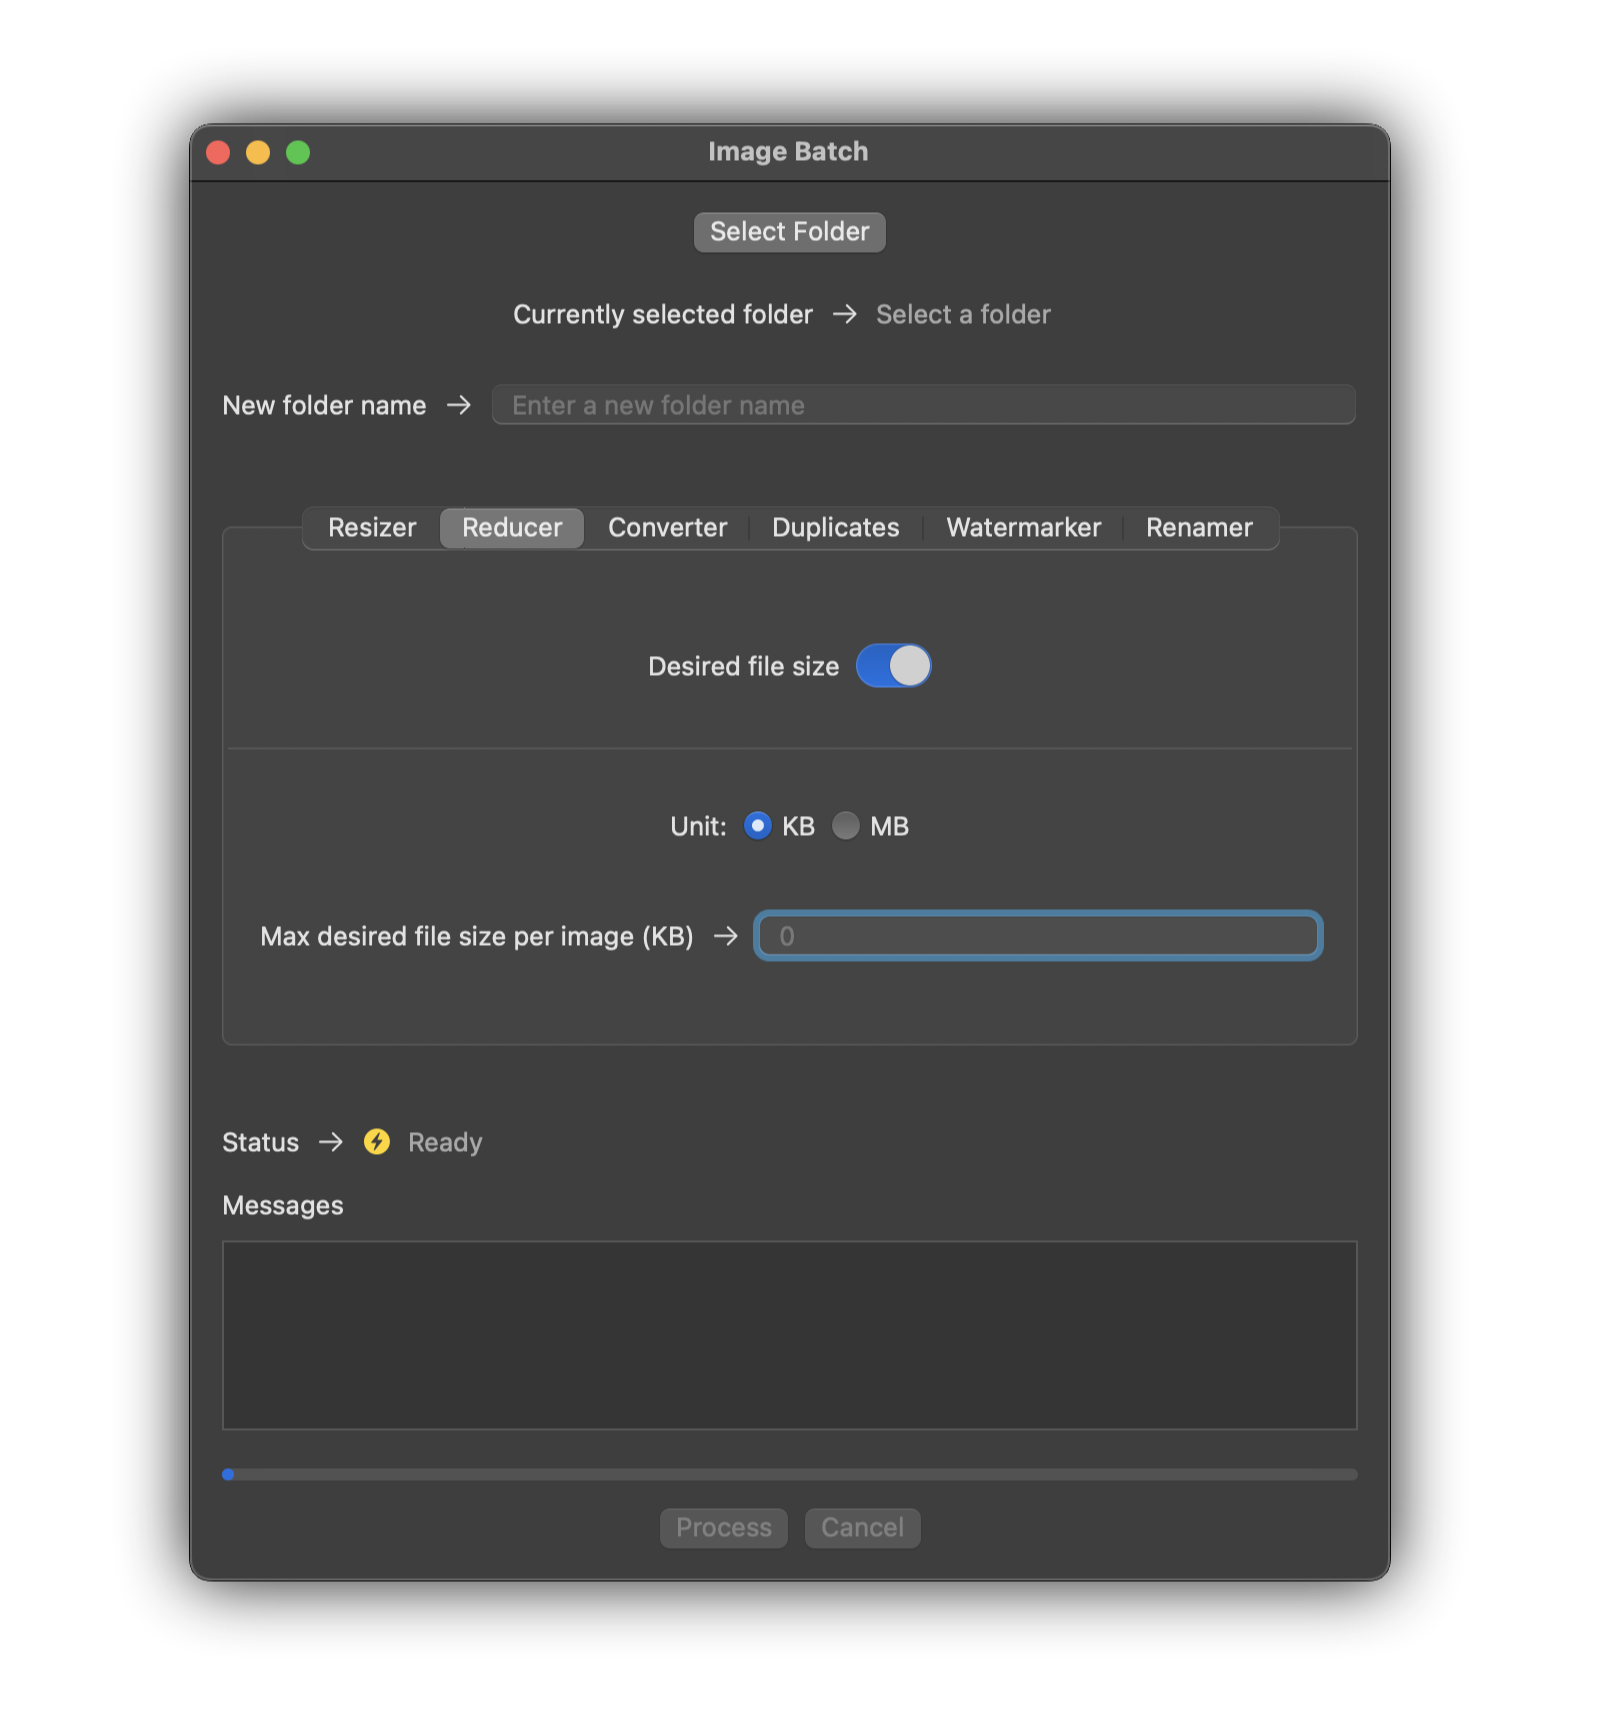 Image Batch
Select Folder
Currently selected folder → Select a folder
New folder name → Enter a new folder name
Resizer Reducer Converter Duplicates Watermarker Renamer
Desired file size
Unit: KB MB
Max desired file size per image (KB) → 0
Status → Ready
Messages
Process Cancel